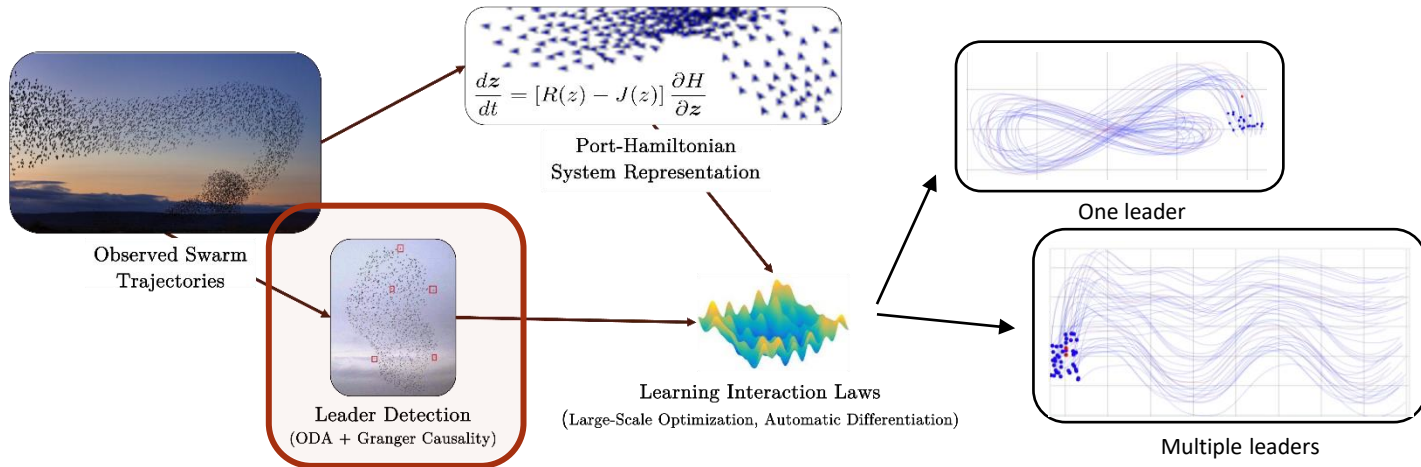 dz/dt = [R(z) − J(z)] ∂H/∂z
Port-Hamiltonian
System Representation
One leader
Observed Swarm
Trajectories
Leader Detection
(ODA + Granger Causality)
Learning Interaction Laws
(Large-Scale Optimization, Automatic Differentiation)
Multiple leaders